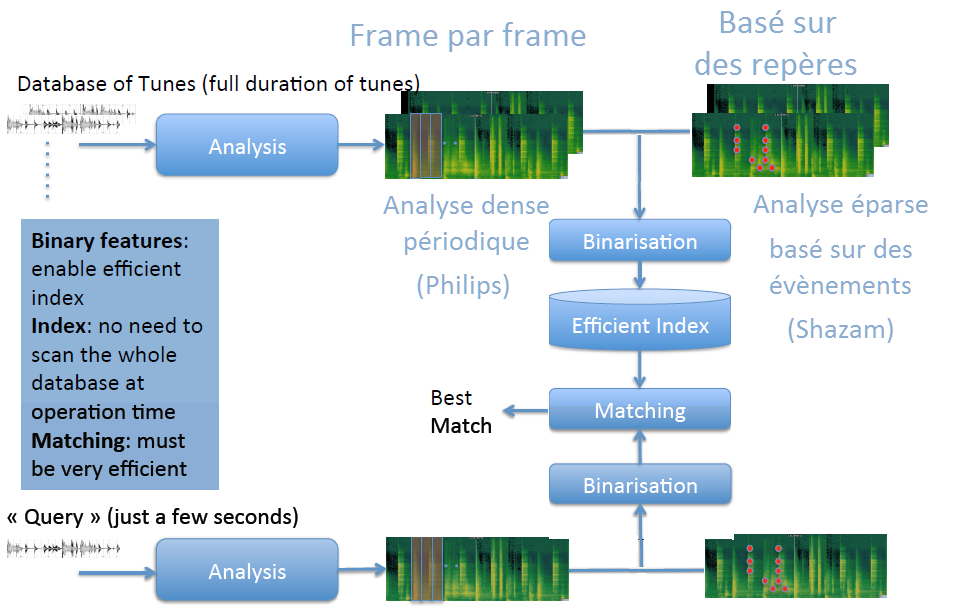 Frame par frame
Basé sur
des repères
Database of Tunes (full duration of tunes)
Analysis
Analyse dense
périodique
(Philips)
Analyse éparse
basé sur des
évènements
(Shazam)
Binary features:
enable efficient
index
Index: no need to
scan the whole
database at
operation time
Matching: must
be very efficient
Binarisation
Efficient Index
Matching
Best
Match
Binarisation
« Query » (just a few seconds)
Analysis